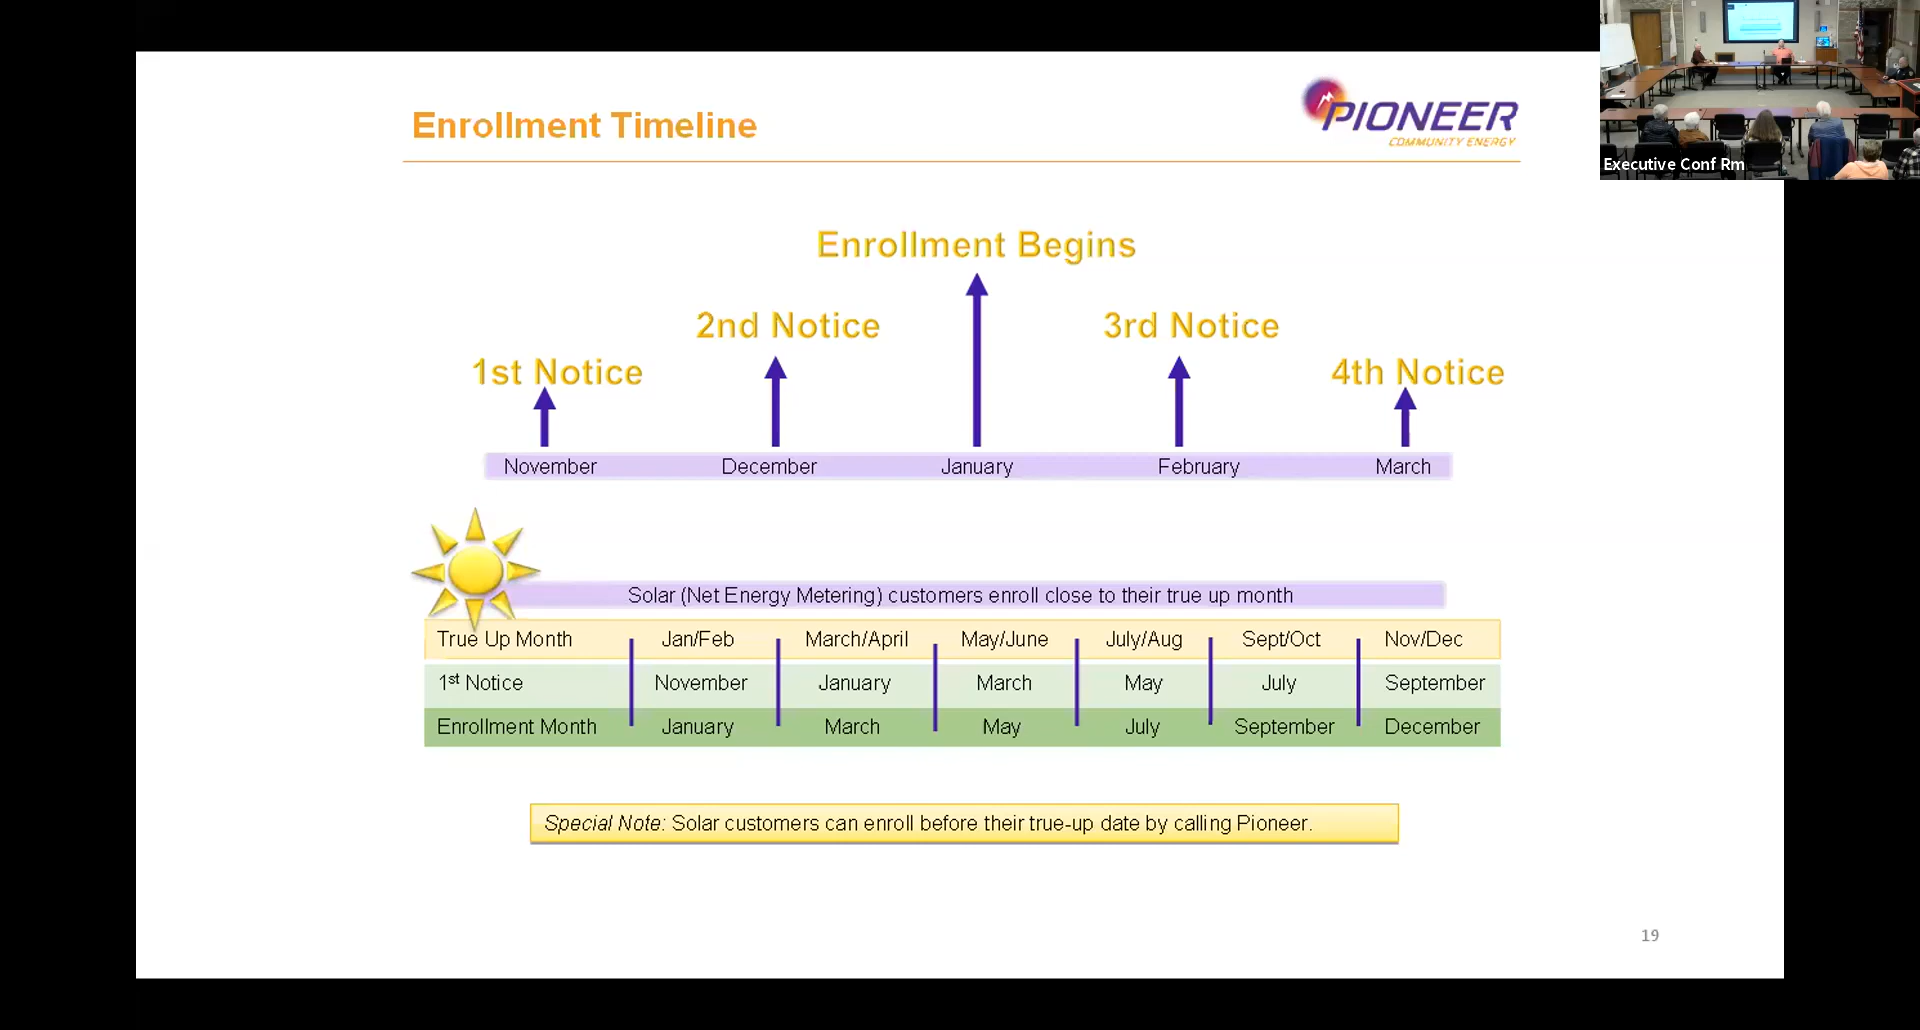 Enrollment Timeline
PIONEER
COMMUNITY ENERGY
Executive Conf Rm
Enrollment Begins
2nd Notice
3rd Notice
1st Notice
4th Notice
November December January February March
Solar (Net Energy Metering) customers enroll close to their true up month
True Up Month Jan/Feb March/April May/June July/Aug Sept/Oct Nov/Dec
1st Notice November January March May July September
Enrollment Month January March May July September December
Special Note: Solar customers can enroll before their true-up date by calling Pioneer.
19